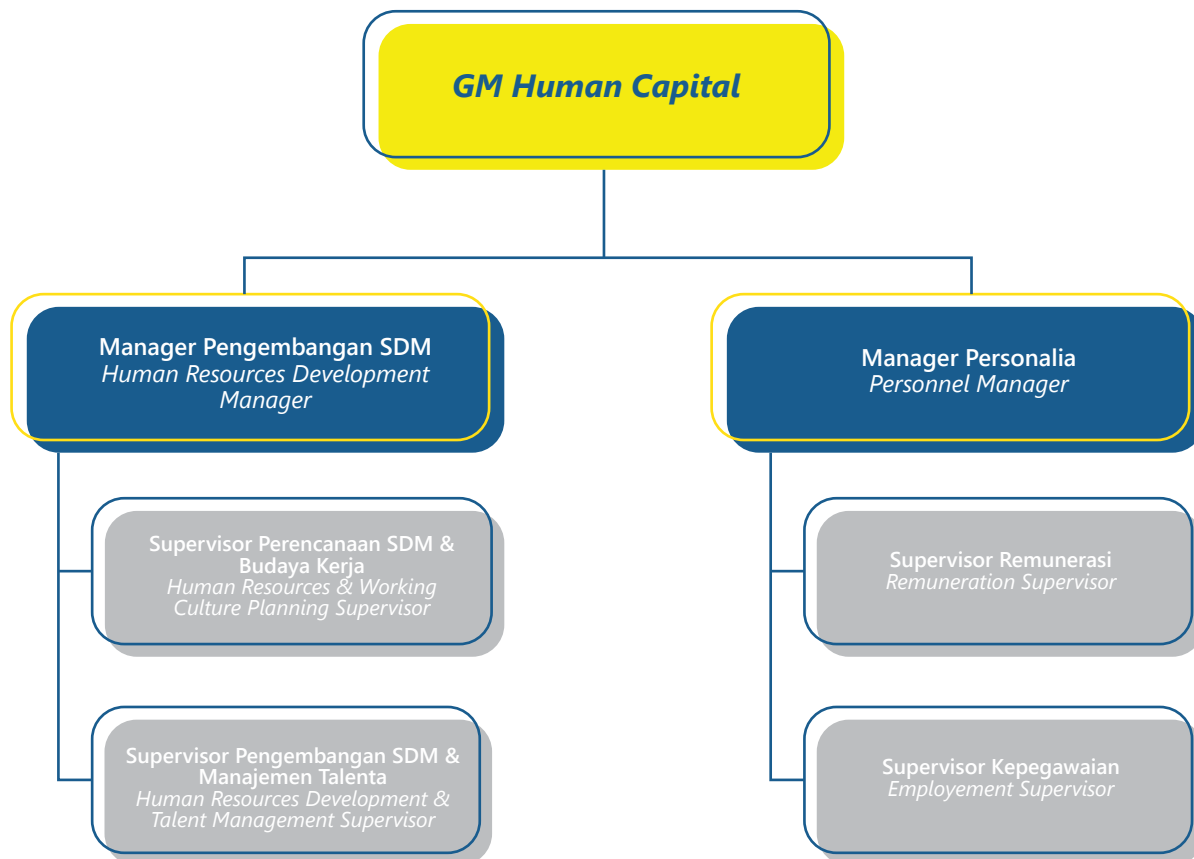 GM Human Capital
Manager Pengembangan SDM
Human Resources Development
Manager
Manager Personalia
Personnel Manager
Supervisor Perencanaan SDM &
Budaya Kerja
Human Resources & Working
Culture Planning Supervisor
Supervisor Remunerasi
Remuneration Supervisor
Supervisor Pengembangan SDM &
Manajemen Talenta
Human Resources Development &
Talent Management Supervisor
Supervisor Kepegawaian
Employement Supervisor